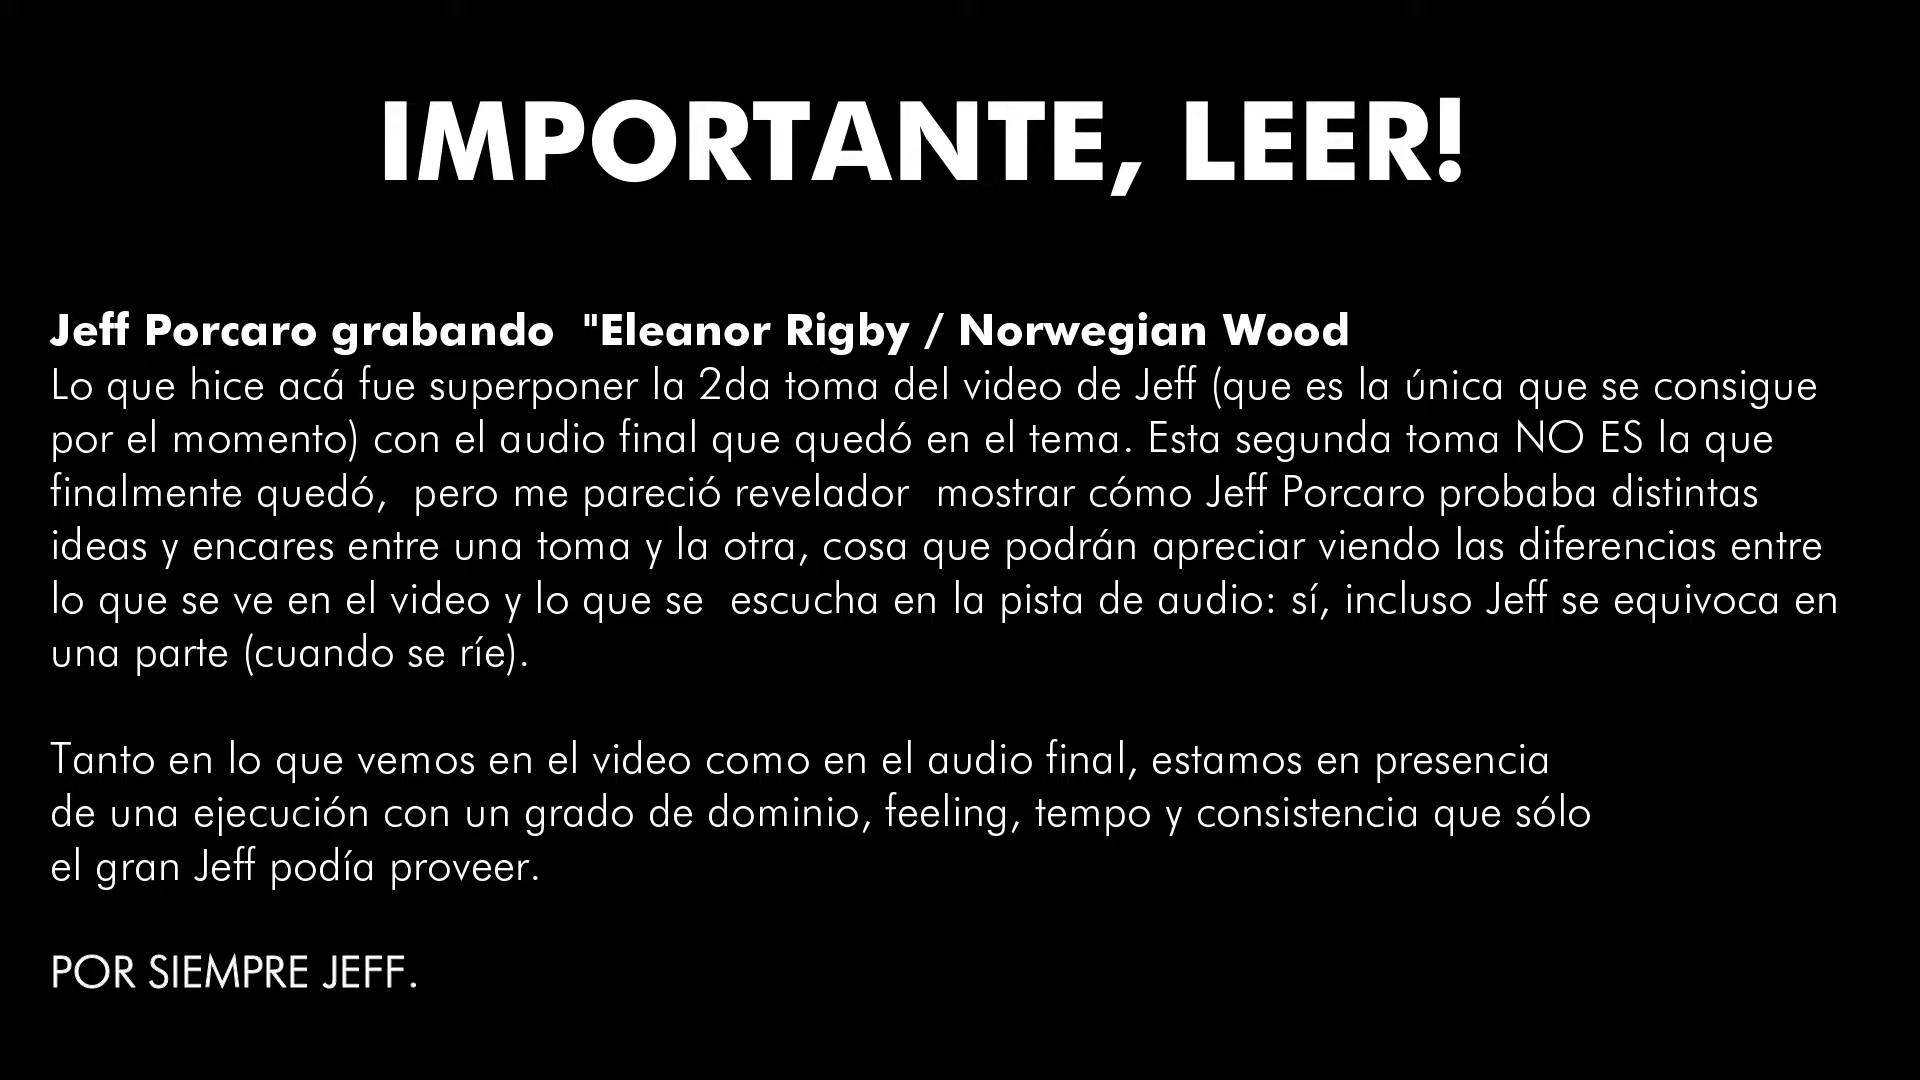 IMPORTANTE, LEER!
Jeff Porcaro grabando  "Eleanor Rigby / Norwegian Wood
Lo que hice acá fue superponer la 2da toma del video de Jeff (que es la única que se consigue
por el momento) con el audio final que quedó en el tema. Esta segunda toma NO ES la que
finalmente quedó,  pero me pareció revelador  mostrar cómo Jeff Porcaro probaba distintas
ideas y encares entre una toma y la otra, cosa que podrán apreciar viendo las diferencias entre
lo que se ve en el video y lo que se  escucha en la pista de audio: sí, incluso Jeff se equivoca en
una parte (cuando se ríe).
Tanto en lo que vemos en el video como en el audio final, estamos en presencia
de una ejecución con un grado de dominio, feeling, tempo y consistencia que sólo
el gran Jeff podía proveer.
POR SIEMPRE JEFF.